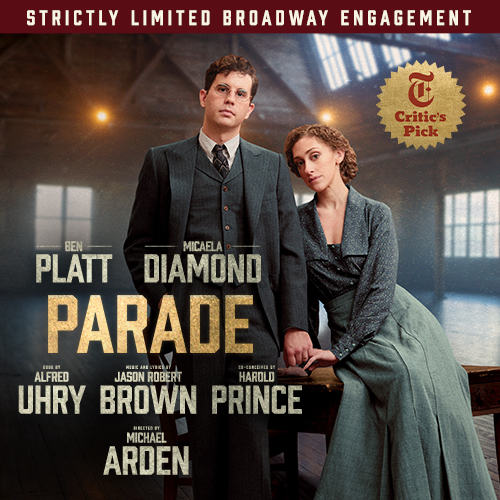 STRICTLY LIMITED BROADWAY ENGAGEMENT
T
Critic's
Pick
BEN
PLATT
MICAELA
DIAMOND
PARADE
BOOK BY
ALFRED
UHRY
MUSIC AND LYRICS BY
JASON ROBERT
BROWN
CO-CONCEIVED BY
HAROLD
PRINCE
DIRECTED BY
MICHAEL
ARDEN